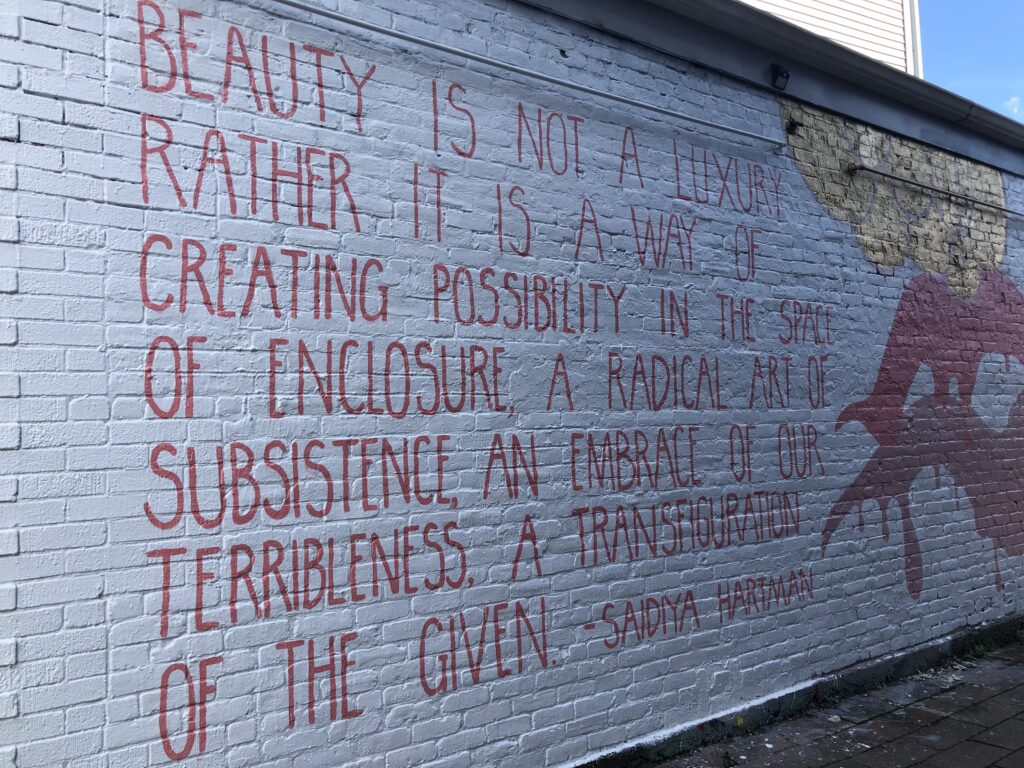 BEAUTY IS NOT A LUXURY
RATHER IT IS A WAY OF
CREATING POSSIBILITY IN THE SPACE
OF ENCLOSURE, A RADICAL ART OF
SUBSISTENCE, AN EMBRACE OF OUR
TERRIBLENESS, A TRANSFIGURATION
OF THE GIVEN. -SAIDIYA HARTMAN